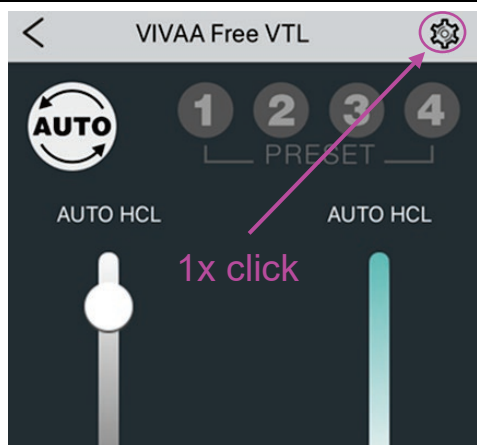 VIVAA Free VTL
AUTO
1 2 3 4
PRESET
AUTO HCL AUTO HCL
1x click